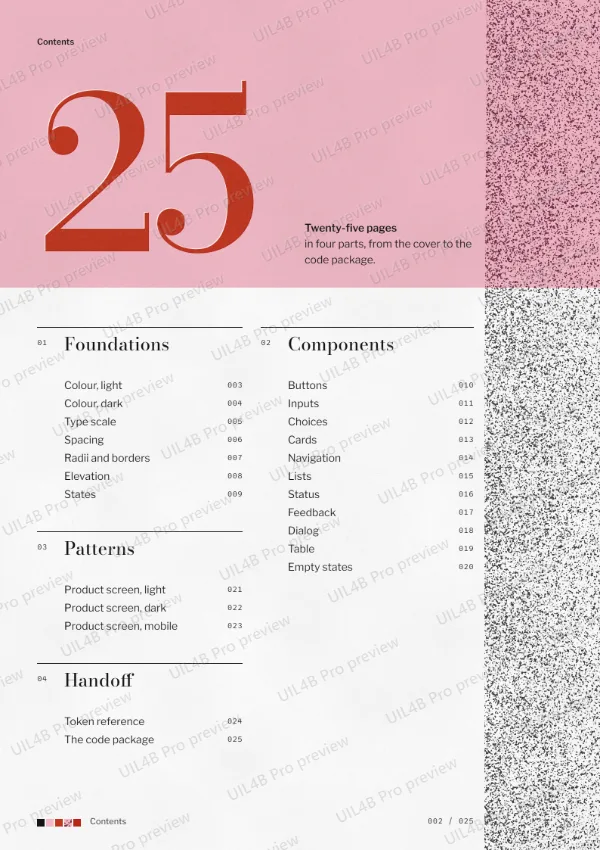 Contents
25
Twenty-five pages
in four parts, from the cover to the
code package.
01 Foundations
Colour, light 003
Colour, dark 004
Type scale 005
Spacing 006
Radii and borders 007
Elevation 008
States 009
02 Components
Buttons 010
Inputs 011
Choices 012
Cards 013
Navigation 014
Lists 015
Status 016
Feedback 017
Dialog 018
Table 019
Empty states 020
03 Patterns
Product screen, light 021
Product screen, dark 022
Product screen, mobile 023
04 Handoff
Token reference 024
The code package 025
Contents
002 / 025
UIL4B Pro preview